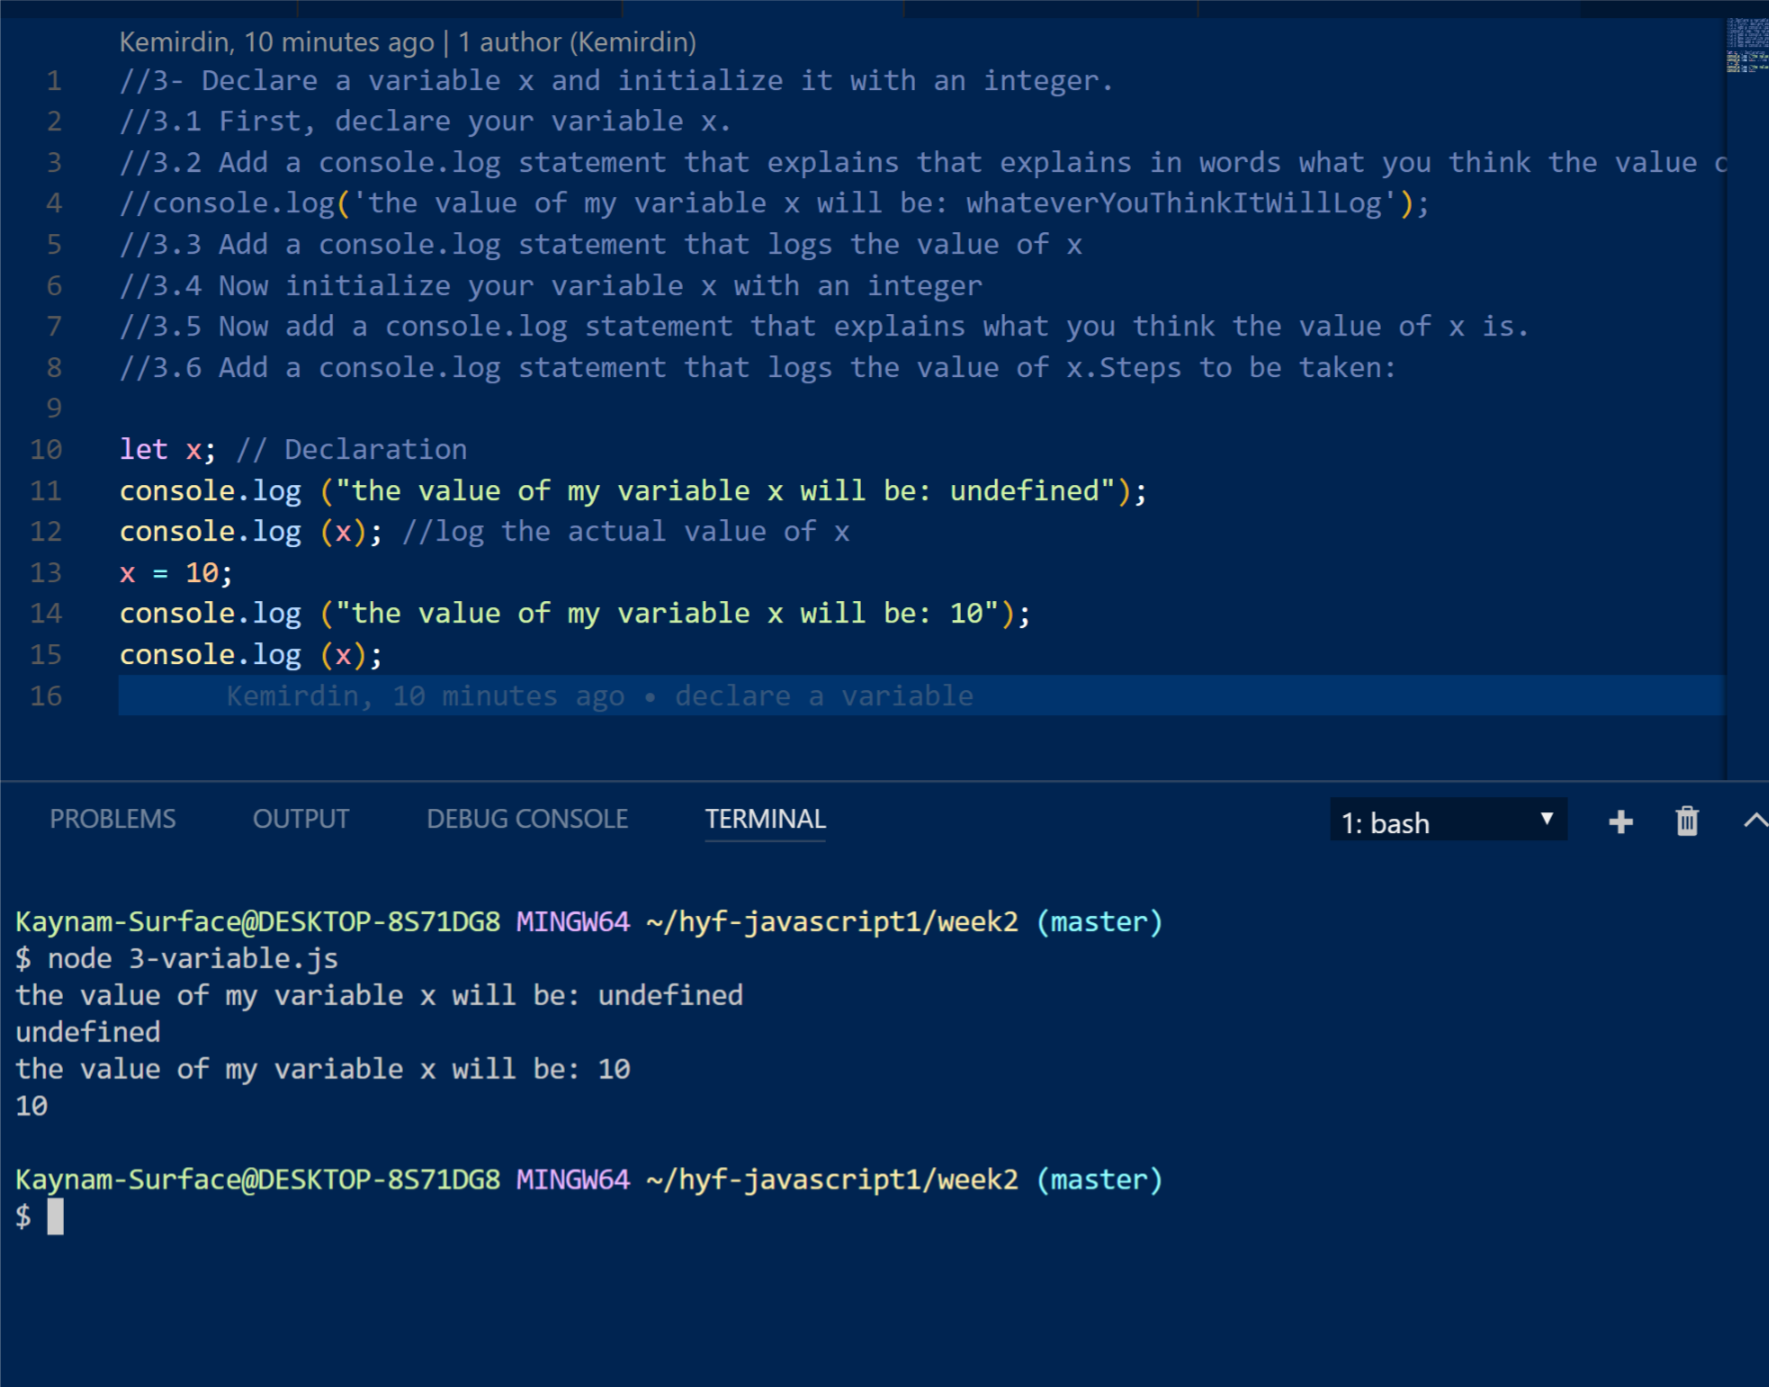 Kemirdin, 10 minutes ago | 1 author (Kemirdin)
1 //3- Declare a variable x and initialize it with an integer.
2 //3.1 First, declare your variable x.
3 //3.2 Add a console.log statement that explains that explains in words what you think the value
4 //console.log('the value of my variable x will be: whateverYouThinkItWillLog');
5 //3.3 Add a console.log statement that logs the value of x
6 //3.4 Now initialize your variable x with an integer
7 //3.5 Now add a console.log statement that explains what you think the value of x is.
8 //3.6 Add a console.log statement that logs the value of x.Steps to be taken:
9
10 let x; // Declaration
11 console.log ("the value of my variable x will be: undefined");
12 console.log (x); //log the actual value of x
13 x = 10;
14 console.log ("the value of my variable x will be: 10");
15 console.log (x);
16 Kemirdin, 10 minutes ago • declare a variable
PROBLEMS OUTPUT DEBUG CONSOLE TERMINAL 1: bash
Kaynam-Surface@DESKTOP-8S71DG8 MINGW64 ~/hyf-javascript1/week2 (master)
$ node 3-variable.js
the value of my variable x will be: undefined
undefined
the value of my variable x will be: 10
10
Kaynam-Surface@DESKTOP-8S71DG8 MINGW64 ~/hyf-javascript1/week2 (master)
$